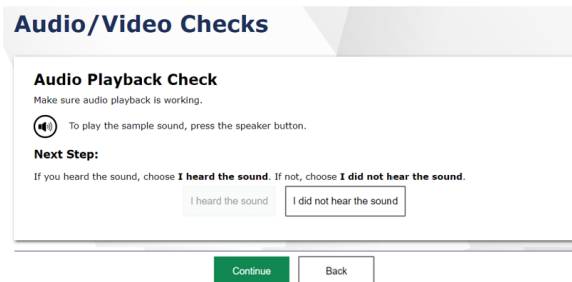 Audio/Video Checks
Audio Playback Check
Make sure audio playback is working.
To play the sample sound, press the speaker button.
Next Step:
If you heard the sound, choose I heard the sound. If not, choose I did not hear the sound.
I heard the sound I did not hear the sound
Continue Back